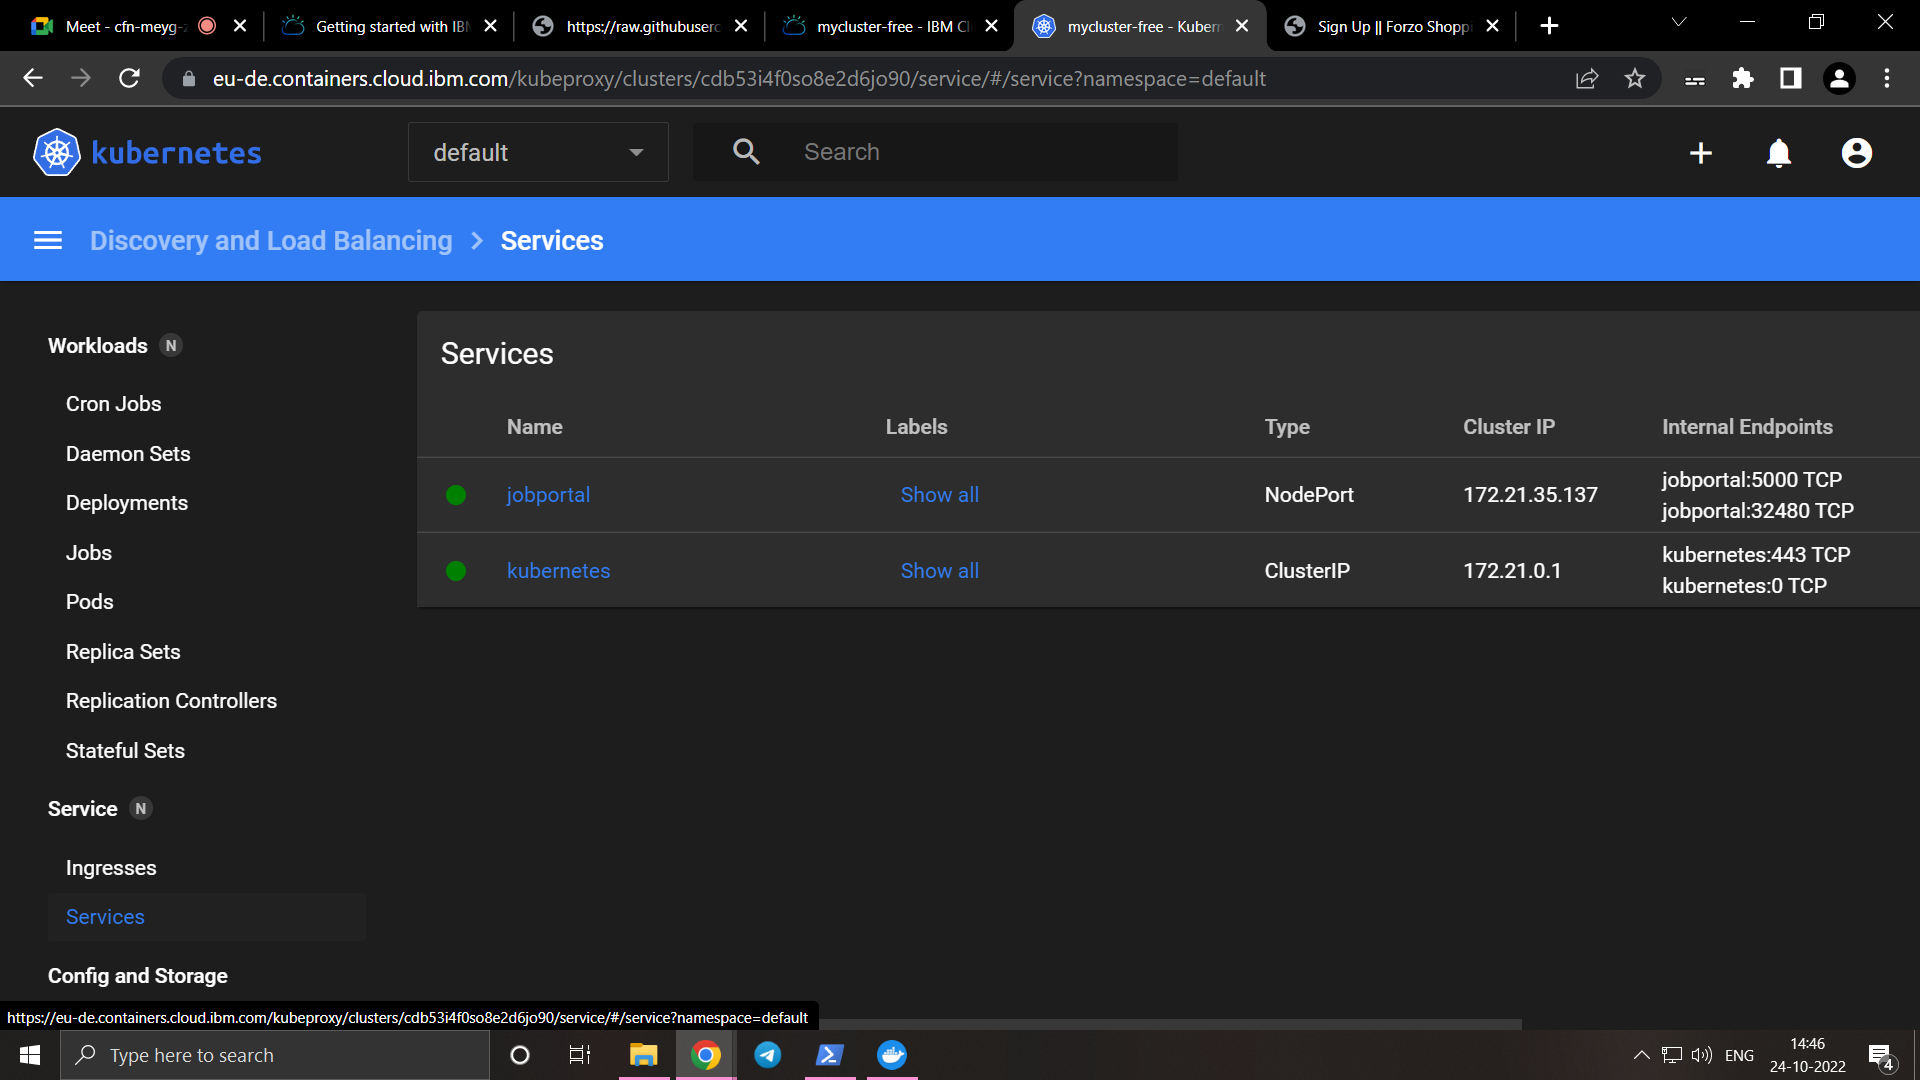 Meet - cfn-meyg-z
Getting started with IBM
https://raw.githubuserc
mycluster-free - IBM Cl
mycluster-free - Kubern
Sign Up || Forzo Shoppi
eu-de.containers.cloud.ibm.com/kubeproxy/clusters/cdb53i4f0so8e2d6jo90/service/#/service?namespace=default
kubernetes
default
Search
Discovery and Load Balancing
Services
Workloads N
Cron Jobs
Daemon Sets
Deployments
Jobs
Pods
Replica Sets
Replication Controllers
Stateful Sets
Service N
Ingresses
Services
Config and Storage
Services
Name Labels Type Cluster IP Internal Endpoints
jobportal Show all NodePort 172.21.35.137 jobportal:5000 TCP
jobportal:32480 TCP
kubernetes Show all ClusterIP 172.21.0.1 kubernetes:443 TCP
kubernetes:0 TCP
https://eu-de.containers.cloud.ibm.com/kubeproxy/clusters/cdb53i4f0so8e2d6jo90/service/#/service?namespace=default
Type here to search
ENG
14:46
24-10-2022
4